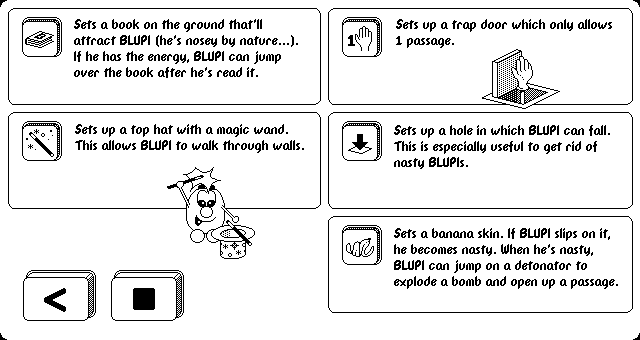 Sets a book on the ground that'll
attract BLUPI (he's nosey by nature...).
If he has the energy, BLUPI can jump
over the book after he's read it.
Sets up a top hat with a magic wand.
This allows BLUPI to walk through walls.
<
1
Sets up a trap door which only allows
1 passage.
Sets up a hole in which BLUPI can fall.
This is especially useful to get rid of
nasty BLUPIs.
Sets a banana skin. If BLUPI slips on it,
he becomes nasty. When he's nasty,
BLUPI can jump on a detonator to
explode a bomb and open up a passage.